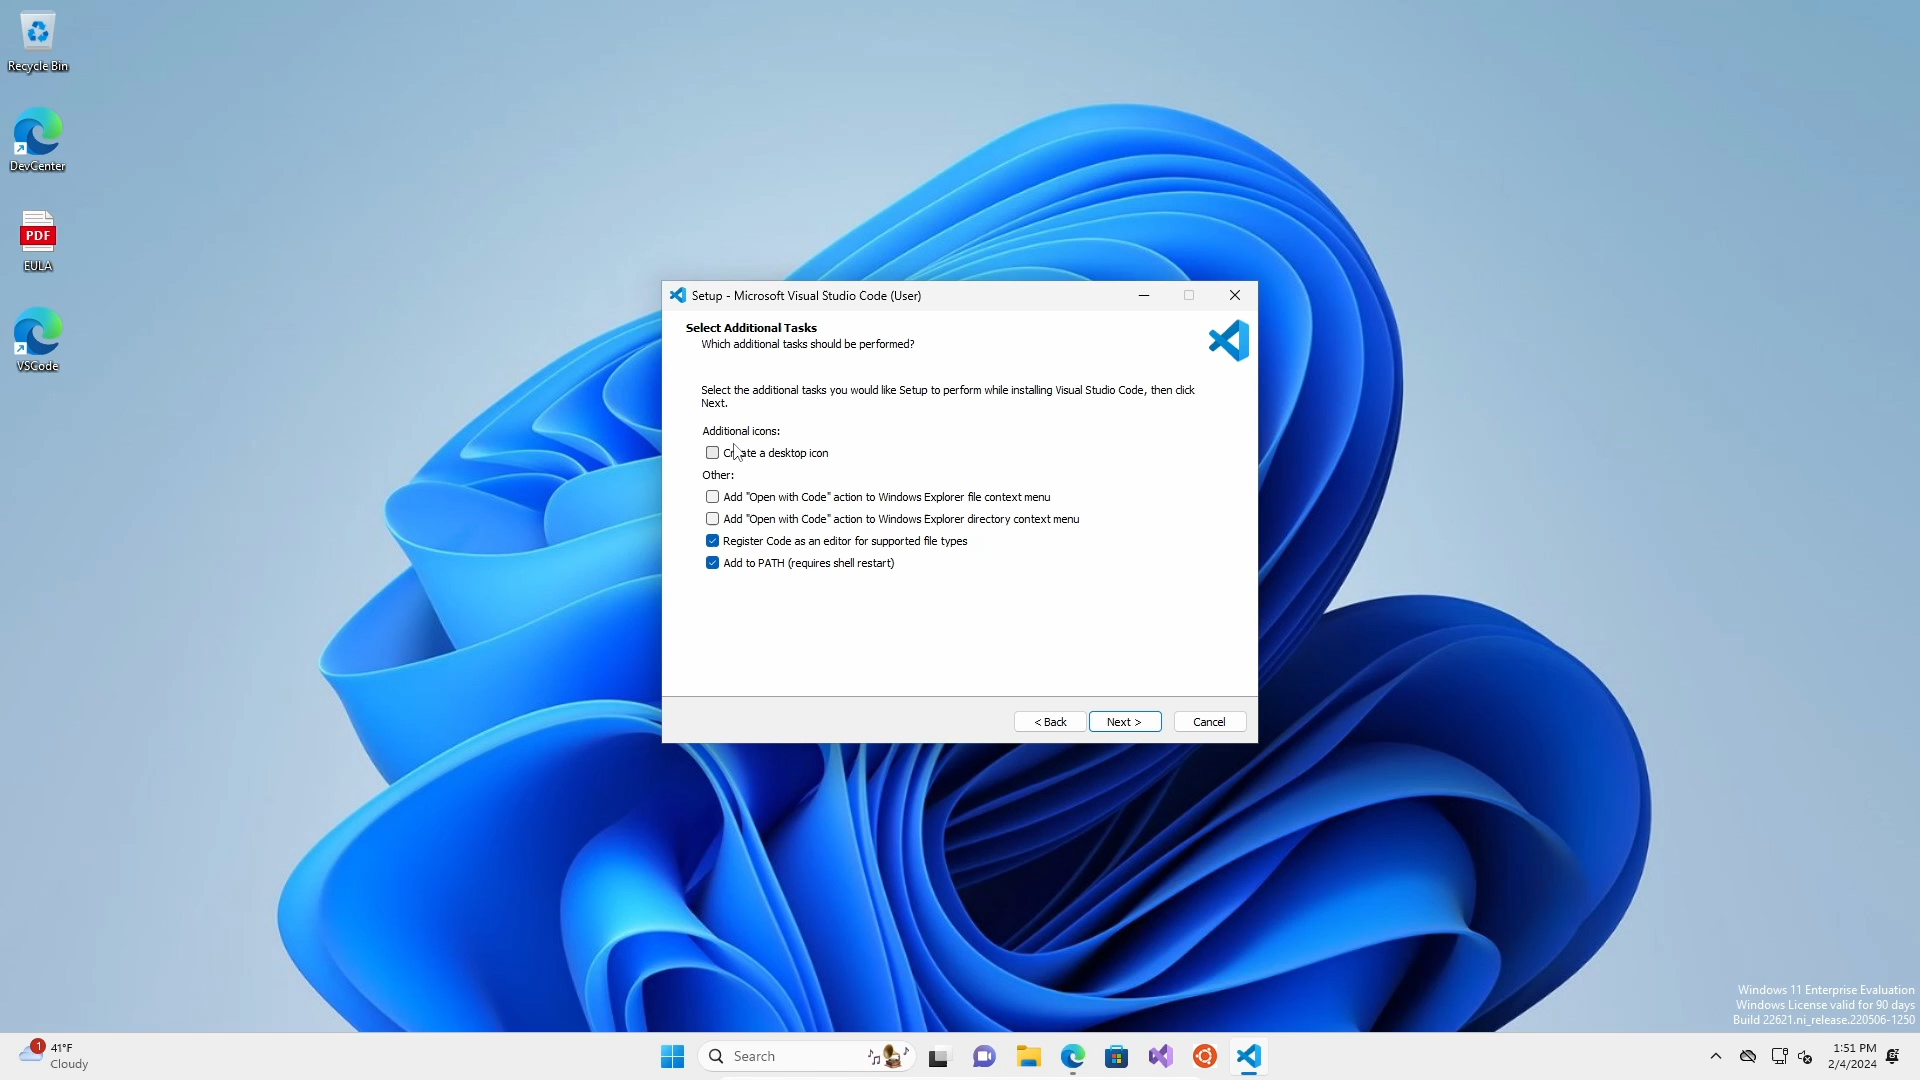 Recycle Bin
DevCenter
PDF
EULA
VSCode
Setup - Microsoft Visual Studio Code (User)
Select Additional Tasks
Which additional tasks should be performed?
Select the additional tasks you would like Setup to perform while installing Visual Studio Code, then click
Next.
Additional icons:
Create a desktop icon
Other:
Add "Open with Code" action to Windows Explorer file context menu
Add "Open with Code" action to Windows Explorer directory context menu
Register Code as an editor for supported file types
Add to PATH (requires shell restart)
< Back
Next >
Cancel
Windows 11 Enterprise Evaluation
Windows License valid for 90 days
Build 22621.ni_release.220506-1250
1
41°F
Cloudy
Search
1:51 PM
2/4/2024